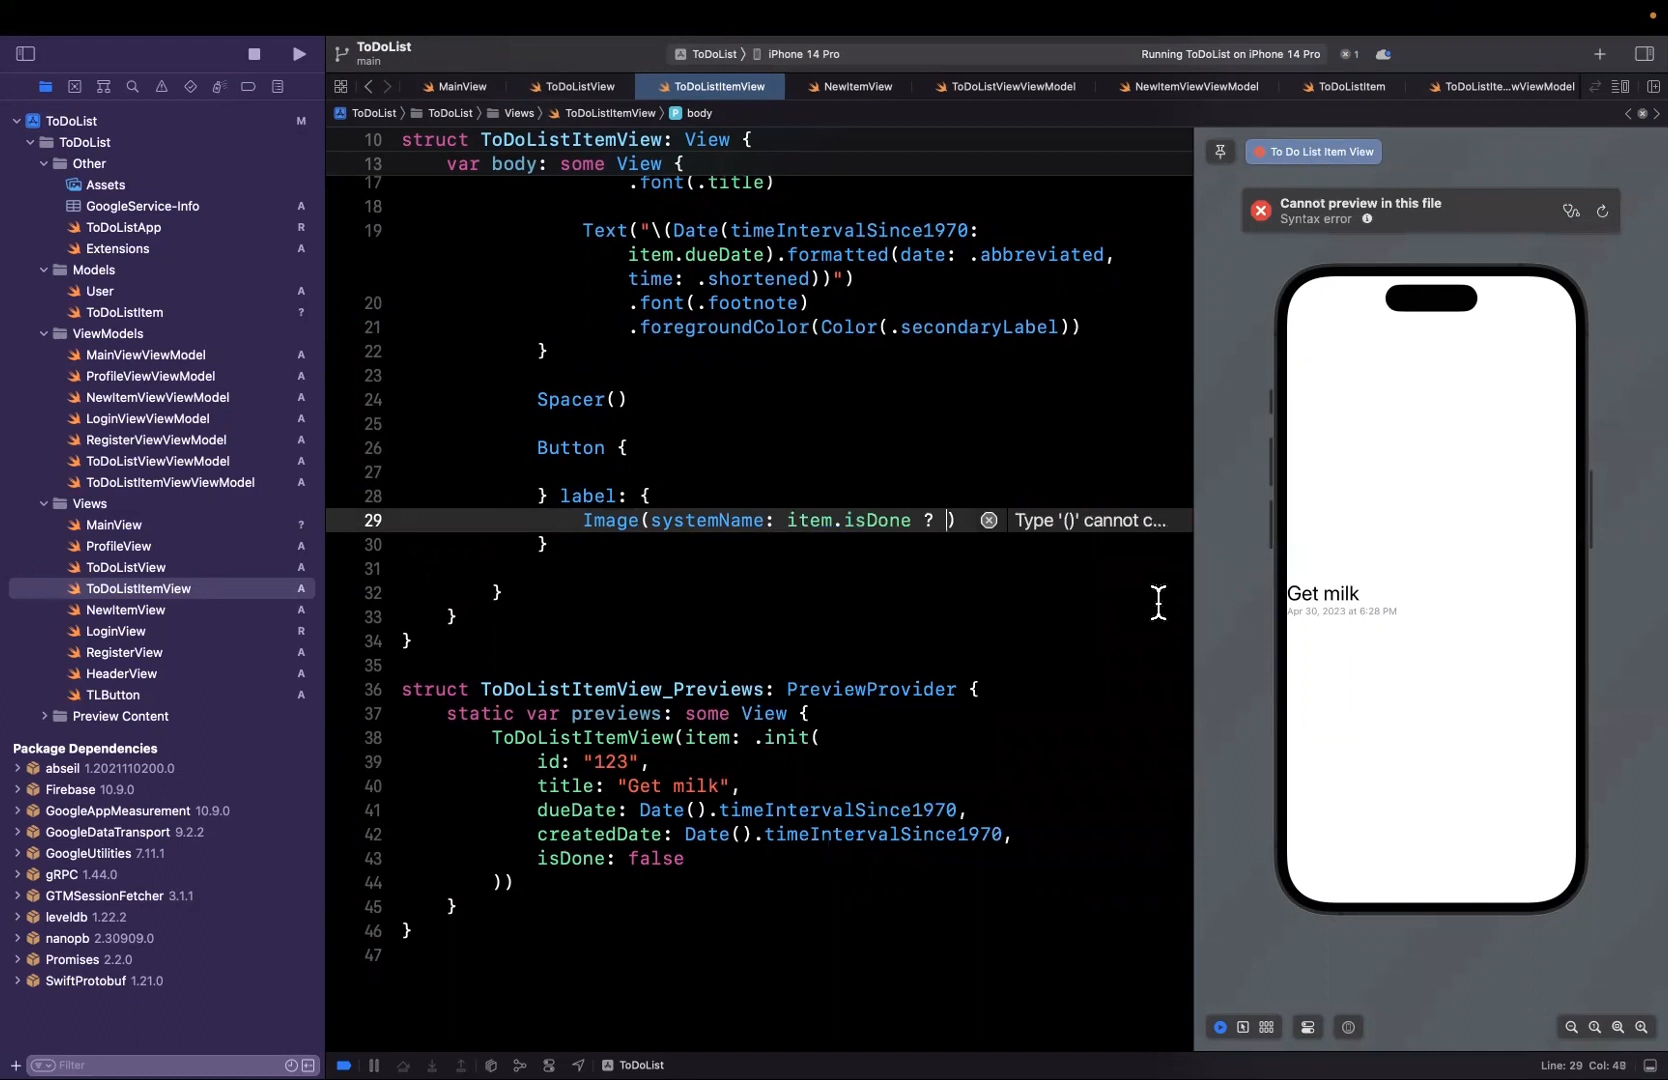 ToDoList
main
ToDoList
iPhone 14 Pro
Running ToDoList on iPhone 14 Pro
1
MainView
ToDoListView
ToDoListItemView
NewItemView
ToDoListViewViewModel
NewItemViewViewModel
ToDoListItem
ToDoListIte...wViewModel
ToDoList
ToDoList
Views
ToDoListItemView
body
ToDoList M
ToDoList
Other
Assets
GoogleService-Info A
ToDoListApp R
Extensions A
Models
User A
ToDoListItem ?
ViewModels
MainViewViewModel A
ProfileViewViewModel A
NewItemViewViewModel A
LoginViewViewModel A
RegisterViewViewModel A
ToDoListViewViewModel A
ToDoListItemViewViewModel ?
Views
MainView A
ProfileView A
ToDoListView A
ToDoListItemView A
NewItemView A
LoginView R
RegisterView A
HeaderView A
TLButton A
Preview Content
Package Dependencies
abseil 1.2021110200.0
Firebase 10.9.0
GoogleAppMeasurement 10.9.0
GoogleDataTransport 9.2.2
GoogleUtilities 7.11.1
gRPC 1.44.0
GTMSessionFetcher 3.1.1
leveldb 1.22.2
nanopb 2.30909.0
Promises 2.2.0
SwiftProtobuf 1.21.0
Filter
10 struct ToDoListItemView: View {
13 var body: some View {
17 .font(.title)
18
19 Text("\(Date(timeIntervalSince1970:
item.dueDate).formatted(date: .abbreviated,
time: .shortened))")
20 .font(.footnote)
21 .foregroundColor(Color(.secondaryLabel))
22 }
23
24 Spacer()
25
26 Button {
27
28 } label: {
29 Image(systemName: item.isDone ? ) Type '()' cannot c...
30 }
31
32 }
33 }
34 }
35
36 struct ToDoListItemView_Previews: PreviewProvider {
37 static var previews: some View {
38 ToDoListItemView(item: .init(
39 id: "123",
40 title: "Get milk",
41 dueDate: Date().timeIntervalSince1970,
42 createdDate: Date().timeIntervalSince1970,
43 isDone: false
44 ))
45 }
46 }
47
To Do List Item View
Cannot preview in this file
Syntax error
Get milk
Apr 30, 2023 at 6:28 PM
ToDoList
Line: 29 Col: 48